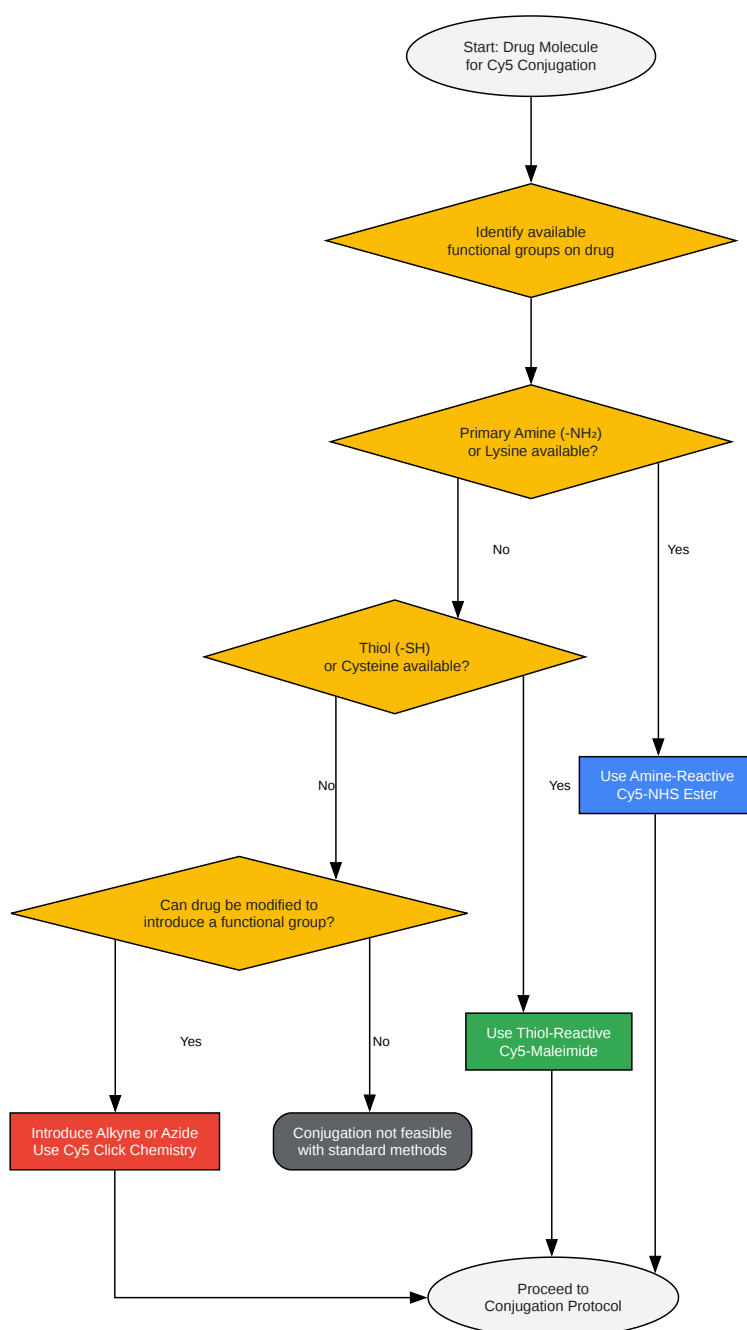 Start: Drug Molecule
for Cy5 Conjugation
Identify available
functional groups on drug
Primary Amine (-NH₂)
or Lysine available?
No
Yes
Thiol (-SH)
or Cysteine available?
Use Amine-Reactive
Cy5-NHS Ester
No
Yes
Can drug be modified to
introduce a functional group?
Use Thiol-Reactive
Cy5-Maleimide
Yes
No
Introduce Alkyne or Azide
Use Cy5 Click Chemistry
Conjugation not feasible
with standard methods
Proceed to
Conjugation Protocol